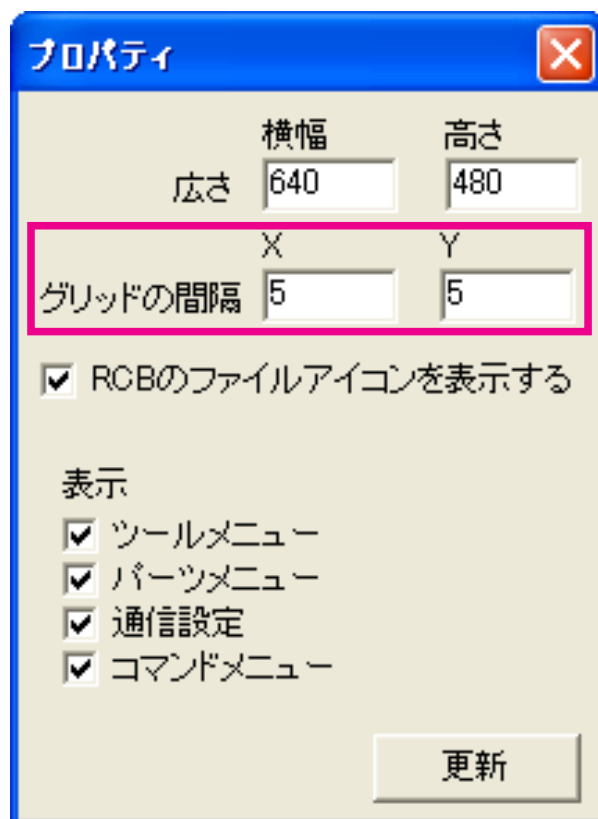 プロパティ
横幅 高さ
広さ 640 480
X Y
グリッドの間隔 5 5
RCBのファイルアイコンを表示する
表示
ツールメニュー
パーツメニュー
通信設定
コマンドメニュー
更新